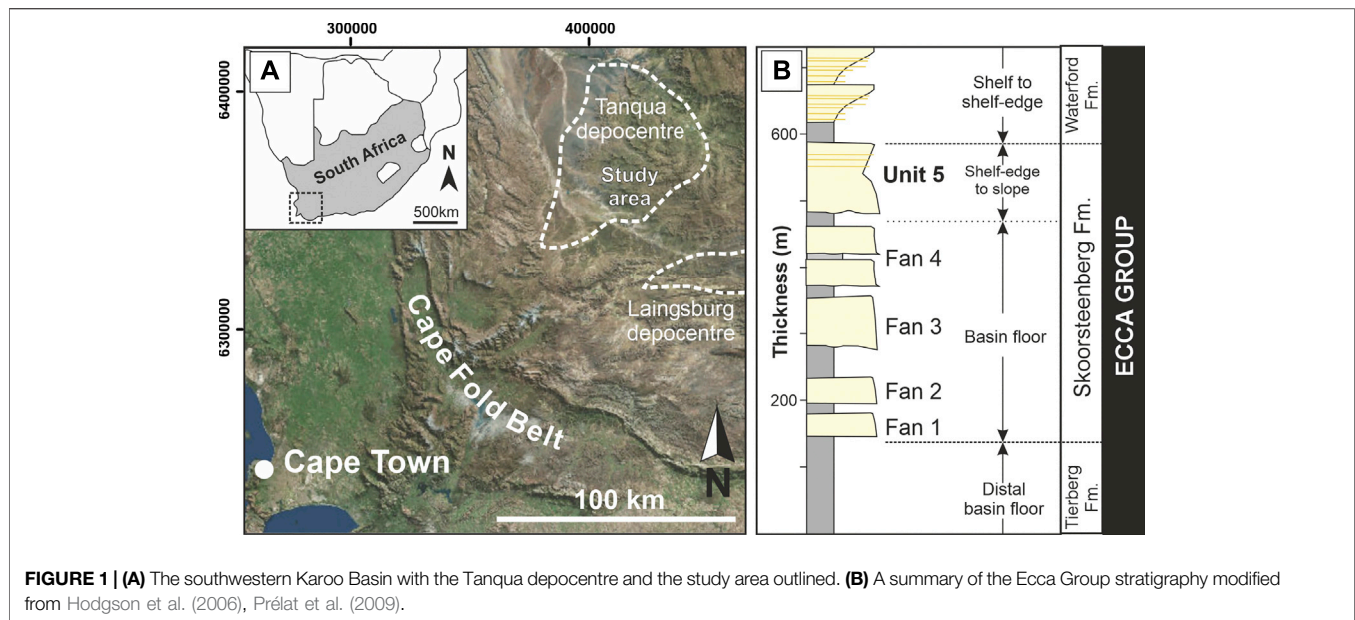 300000
400000
6400000
6300000
A
South Africa
N
500km
Tanqua
depocentre
Study
area
Laingsburg
depocentre
Cape Fold Belt
Cape Town
N
100 km
B
Thickness (m)
600
200
Unit 5
Fan 4
Fan 3
Fan 2
Fan 1
Shelf to
shelf-edge
Shelf-edge
to slope
Basin floor
Distal
basin floor
Waterford
Fm.
Skoorsteenberg Fm.
Tierberg
Fm.
ECCA GROUP
FIGURE 1 | (A) The southwestern Karoo Basin with the Tanqua depocentre and the study area outlined. (B) A summary of the Ecca Group stratigraphy modified
from Hodgson et al. (2006), Prélat et al. (2009).